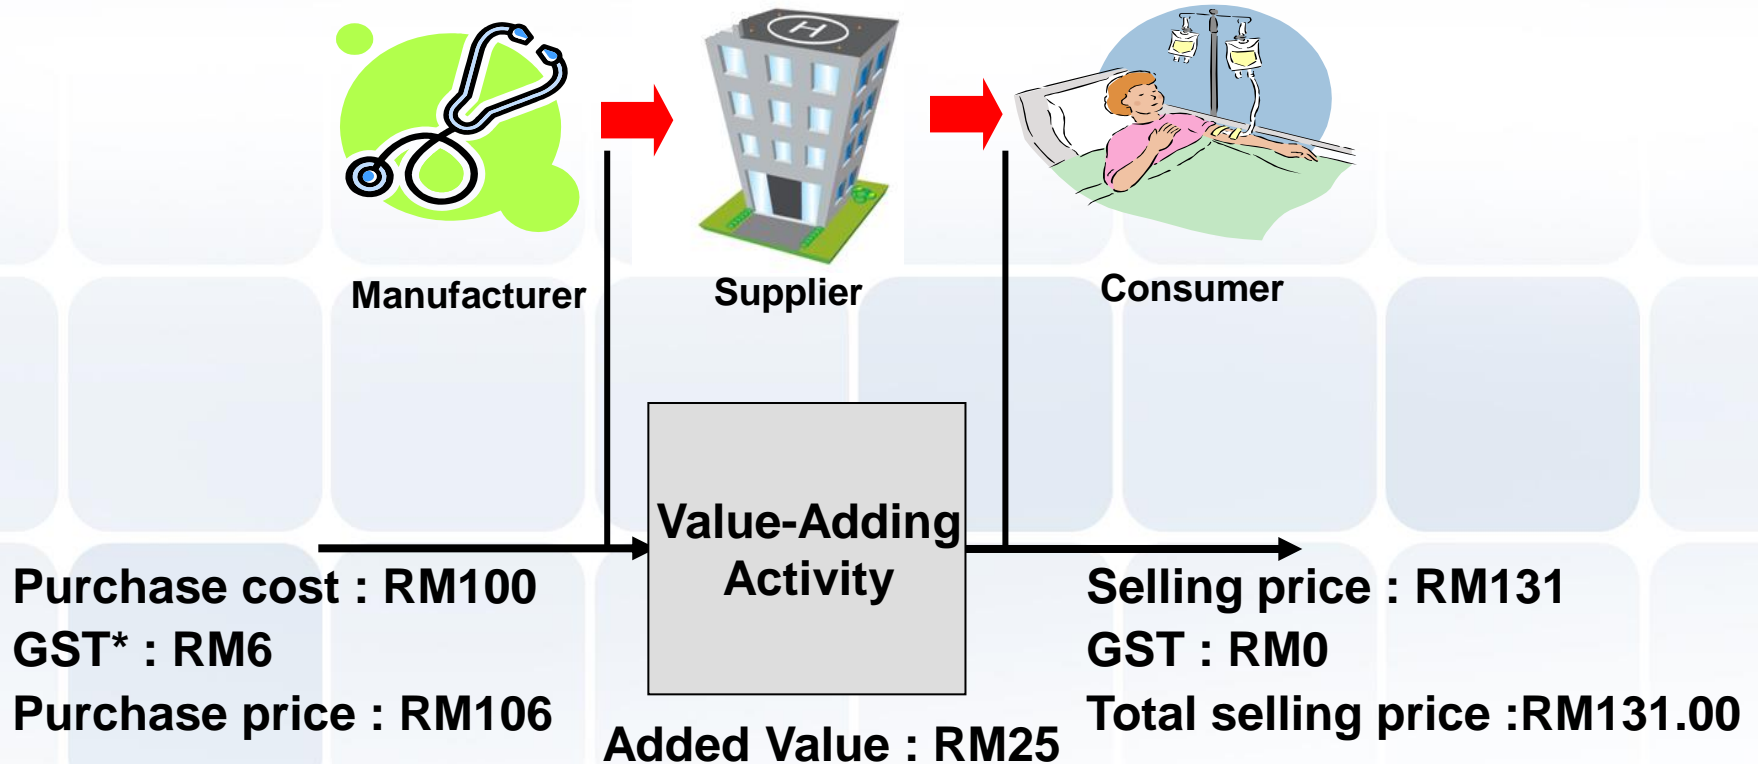 H
Manufacturer
Supplier
Consumer
Value-Adding
Activity
Purchase cost : RM100
GST* : RM6
Purchase price : RM106
Added Value : RM25
Selling price : RM131
GST : RM0
Total selling price :RM131.00